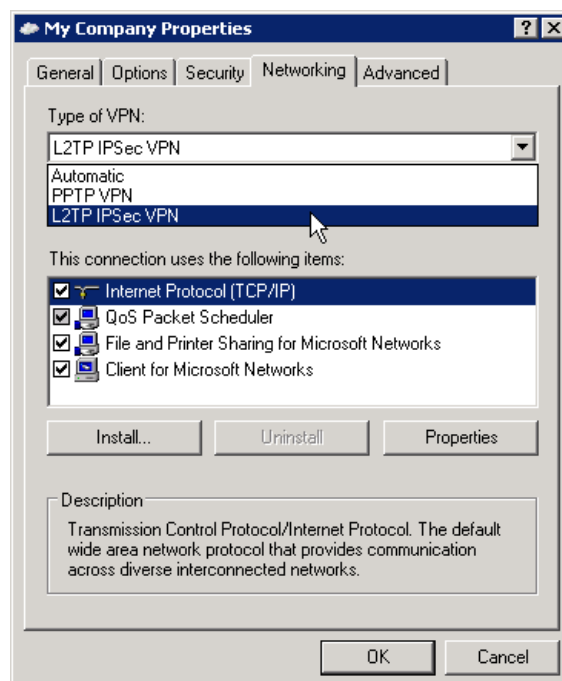 My Company Properties
General Options Security Networking Advanced
Type of VPN:
L2TP IPSec VPN
Automatic
PPTP VPN
L2TP IPSec VPN
This connection uses the following items:
Internet Protocol (TCP/IP)
QoS Packet Scheduler
File and Printer Sharing for Microsoft Networks
Client for Microsoft Networks
Install... Uninstall Properties
Description
Transmission Control Protocol/Internet Protocol. The default
wide area network protocol that provides communication
across diverse interconnected networks.
OK Cancel